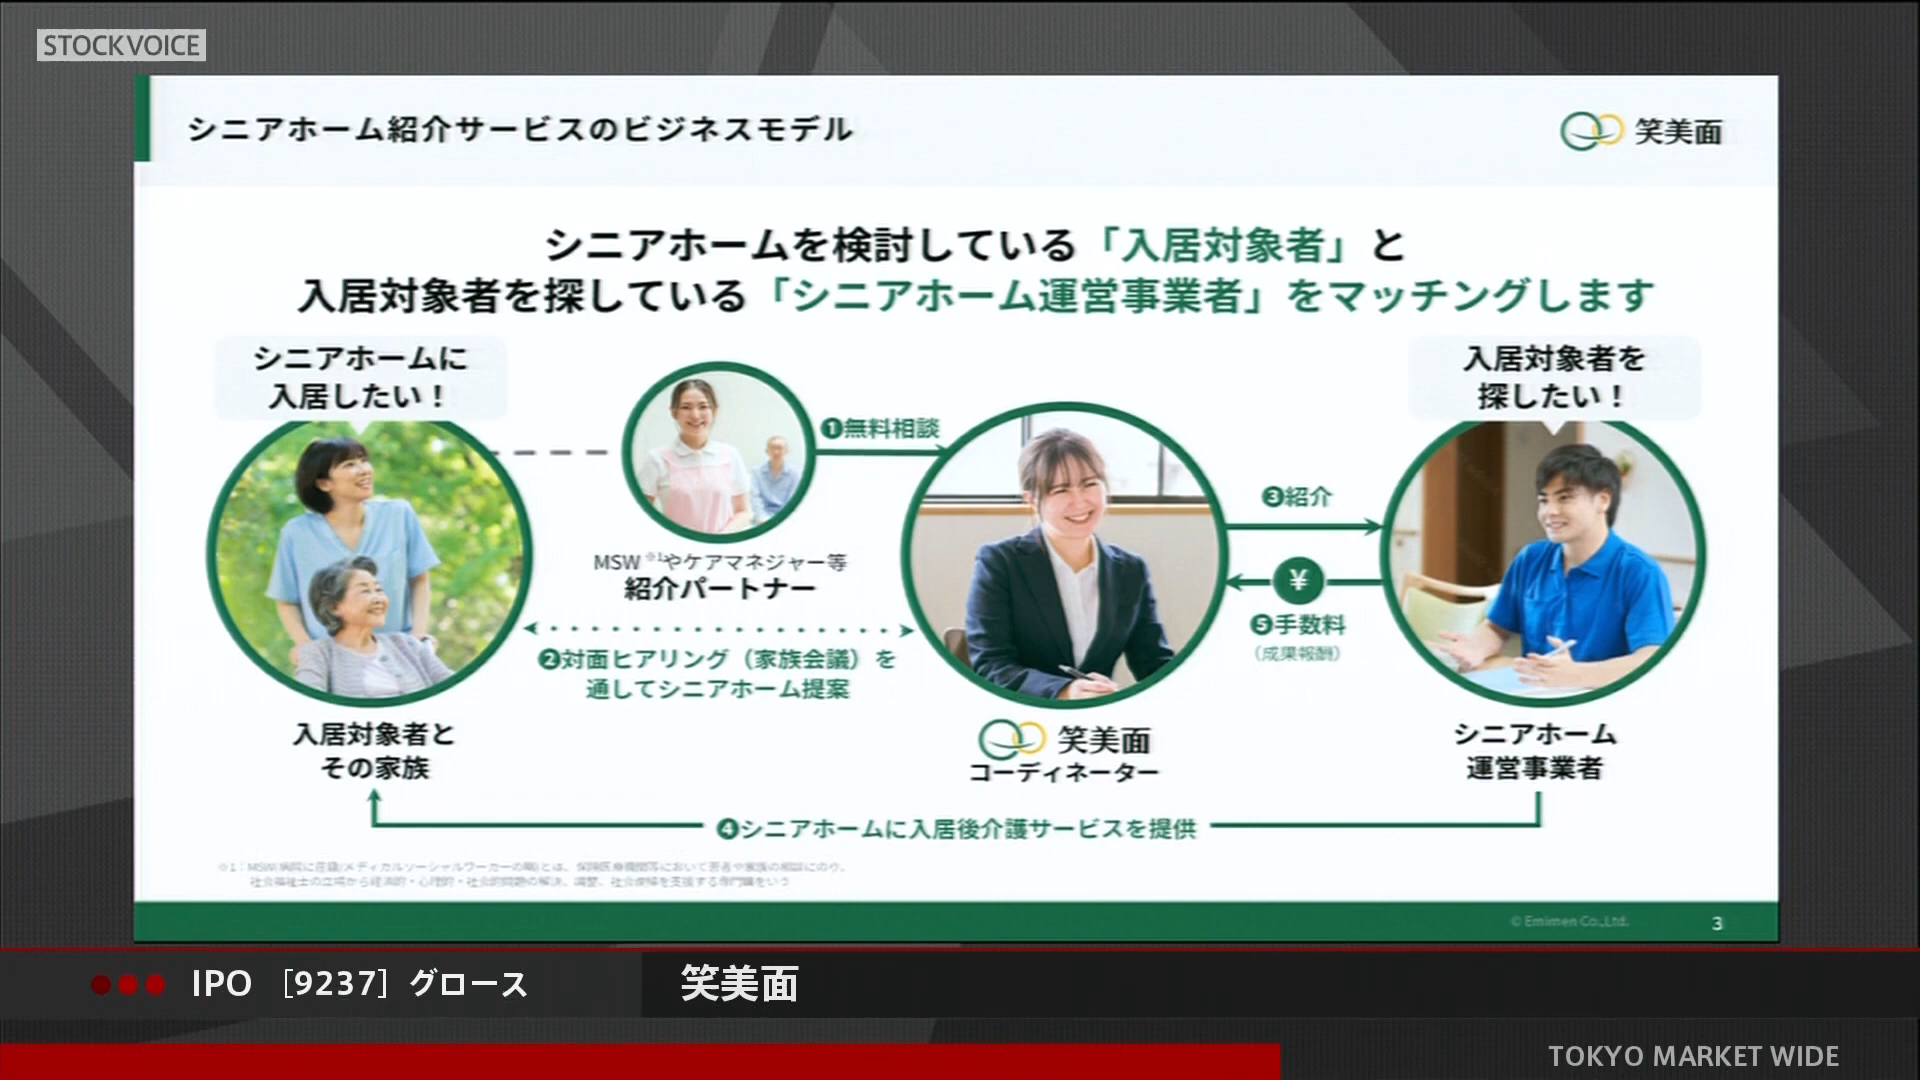 STOCKVOICE
シニアホーム紹介サービスのビジネスモデル
笑美面
シニアホームを検討している「入居対象者」と
入居対象者を探している「シニアホーム運営事業者」をマッチングします
シニアホームに
入居したい！
入居対象者を
探したい！
❶無料相談
❸紹介
MSW※1やケアマネジャー等
紹介パートナー
¥
❺手数料
（成果報酬）
❷対面ヒアリング（家族会議）を
通してシニアホーム提案
入居対象者と
その家族
笑美面
コーディネーター
シニアホーム
運営事業者
❹シニアホームに入居後介護サービスを提供
© Emimen Co.,Ltd.
3
IPO ［9237］グロース
笑美面
TOKYO MARKET WIDE